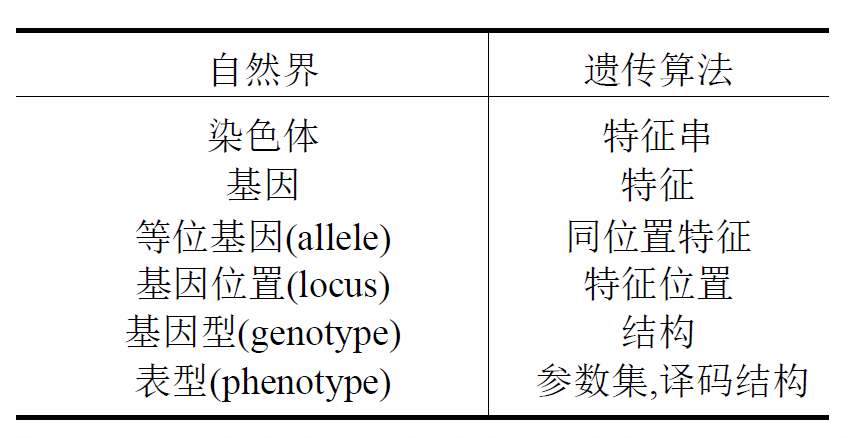 自然界 遗传算法
染色体 特征串
基因 特征
等位基因(allele) 同位置特征
基因位置(locus) 特征位置
基因型(genotype) 结构
表型(phenotype) 参数集,译码结构